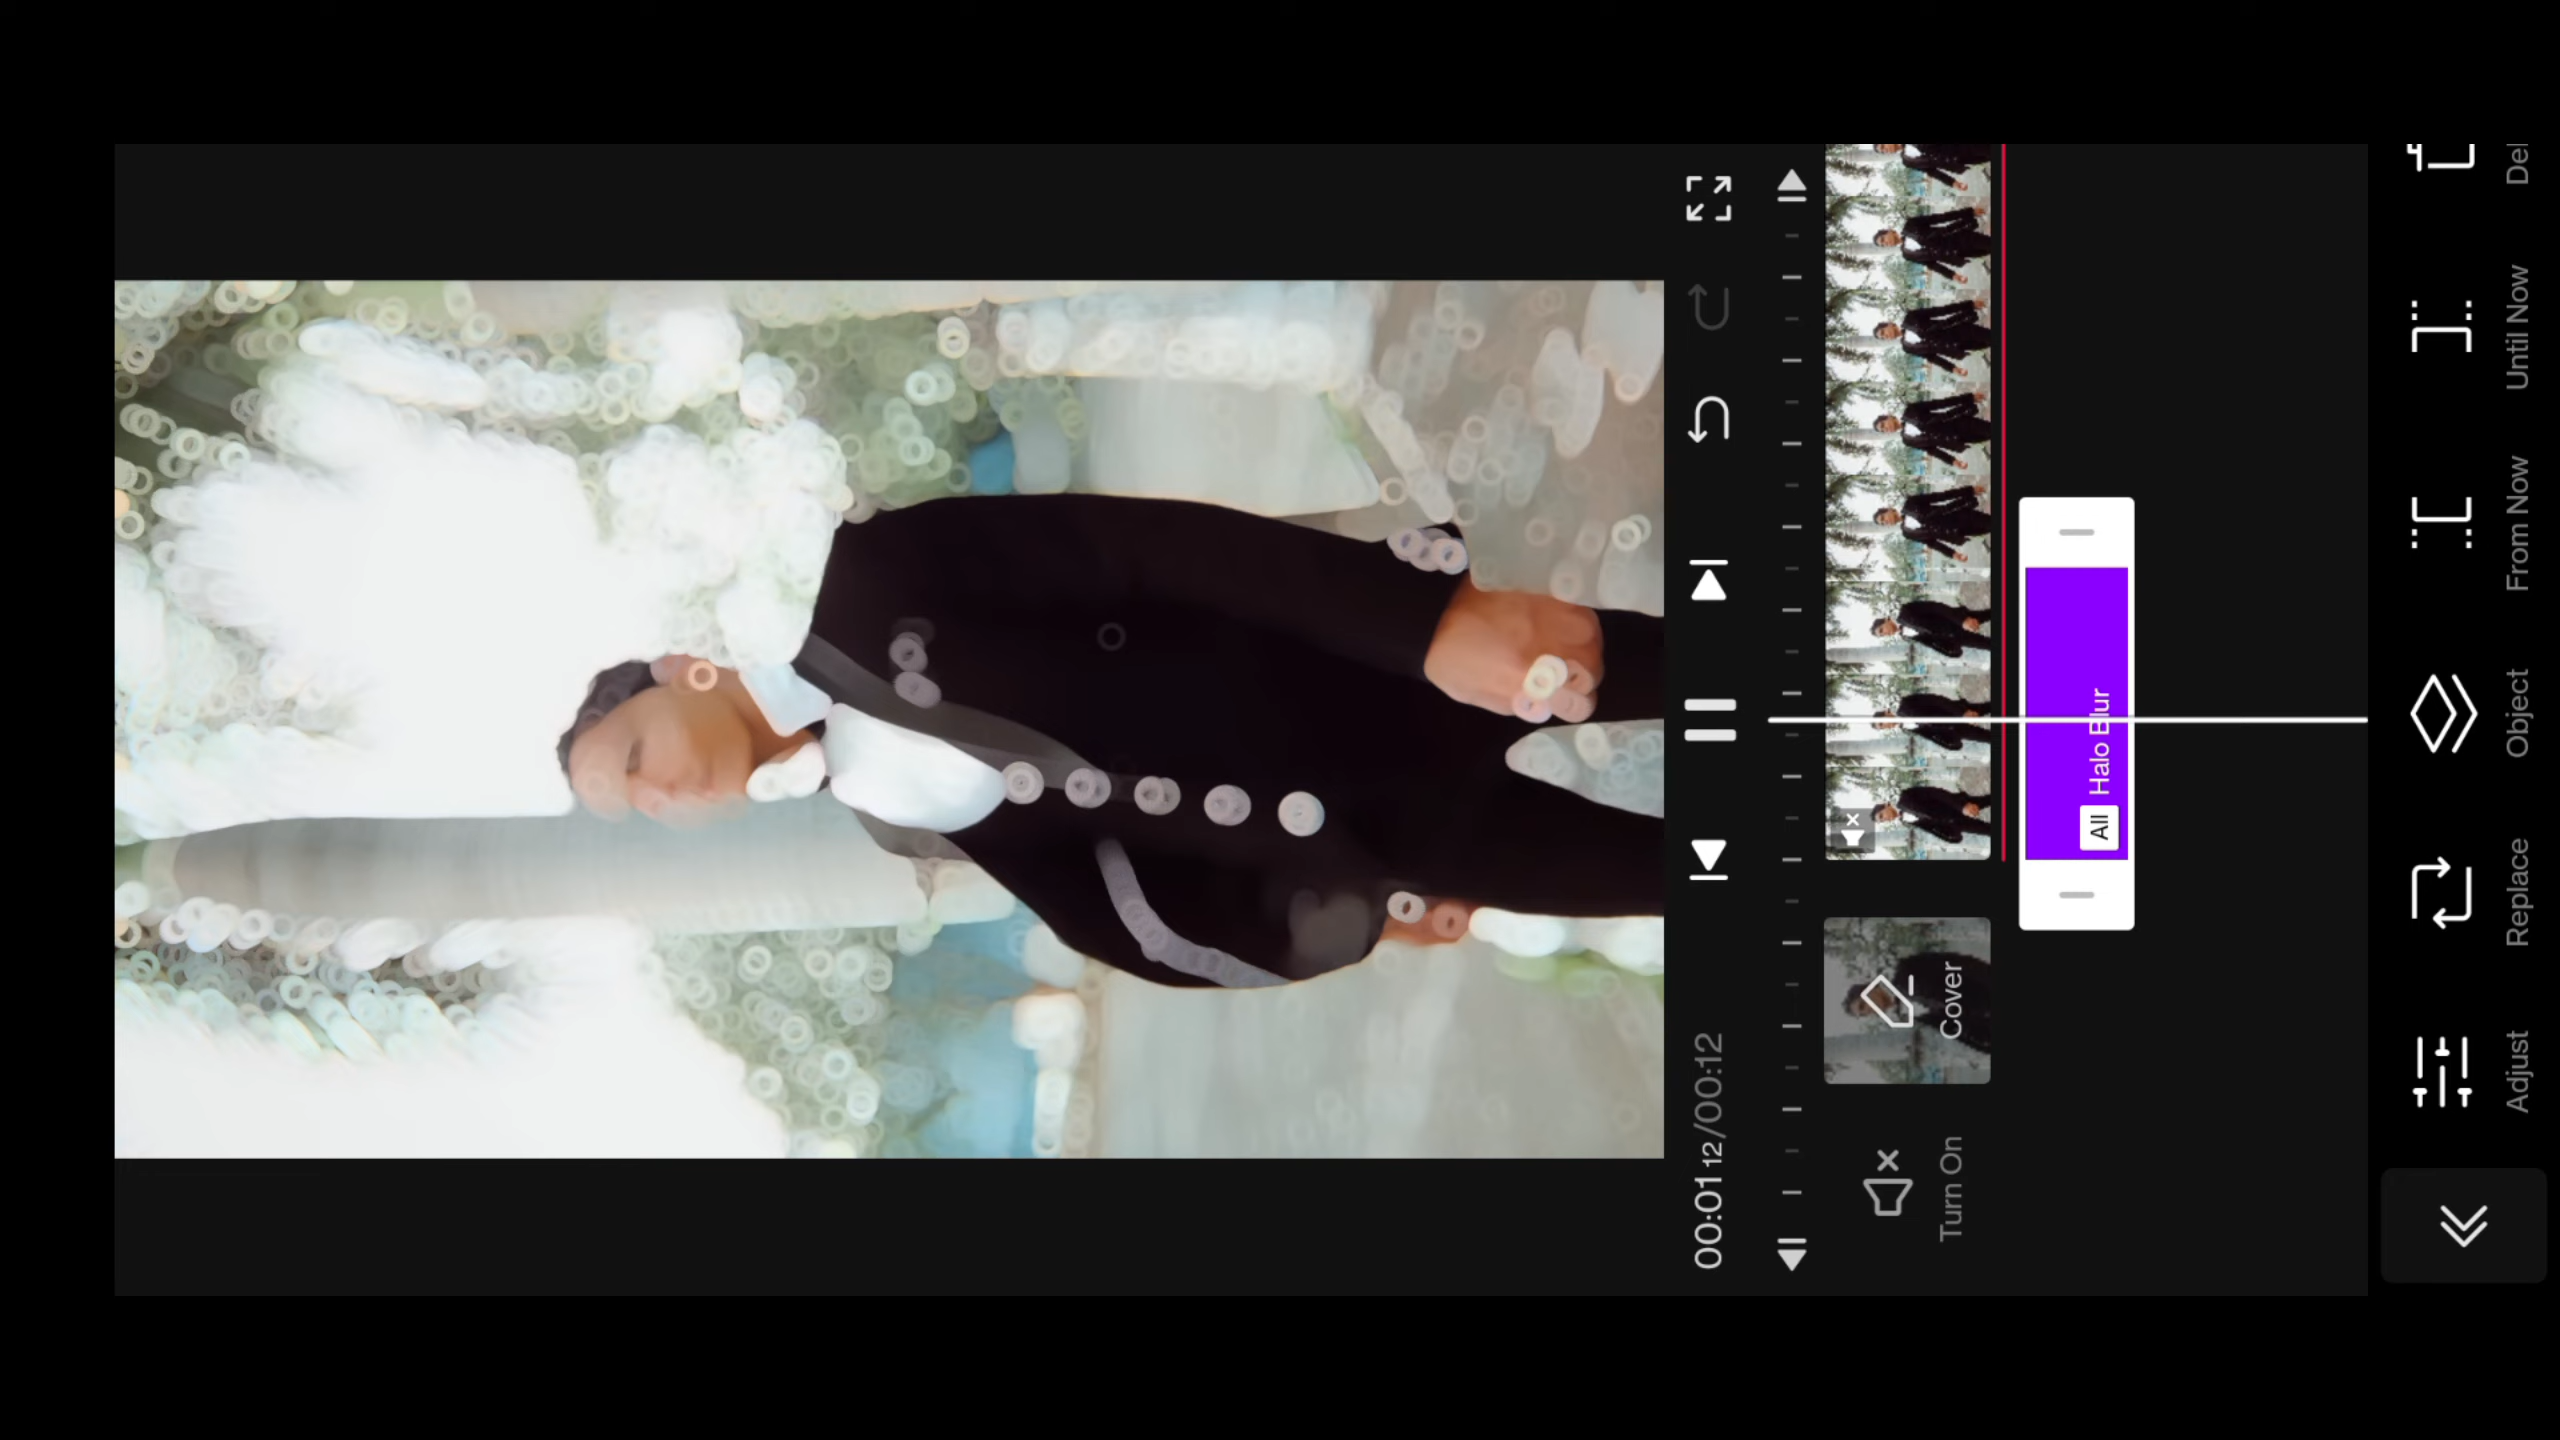 00:01 12/00:12
Turn On
Cover
All Halo Blur
Adjust
Replace
Object
From Now
Until Now
Del